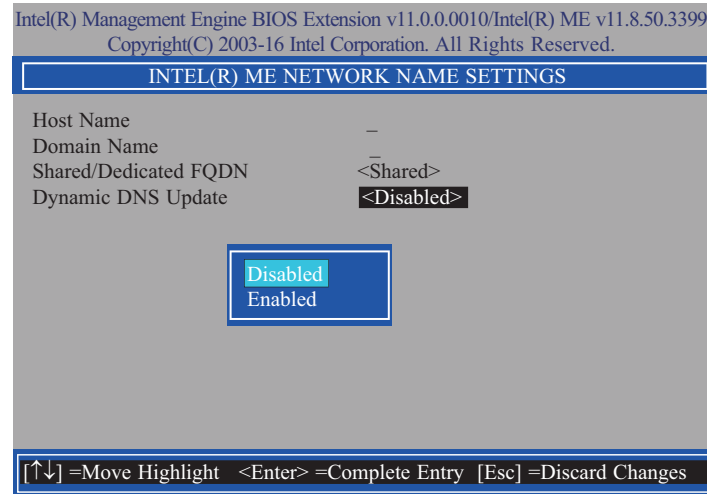 Intel(R) Management Engine BIOS Extension v11.0.0.0010/Intel(R) ME v11.8.50.3399
Copyright(C) 2003-16 Intel Corporation. All Rights Reserved.
INTEL(R) ME NETWORK NAME SETTINGS
Host Name _
Domain Name _
Shared/Dedicated FQDN <Shared>
Dynamic DNS Update <Disabled>
Disabled
Enabled
[↑↓] =Move Highlight <Enter> =Complete Entry [Esc] =Discard Changes